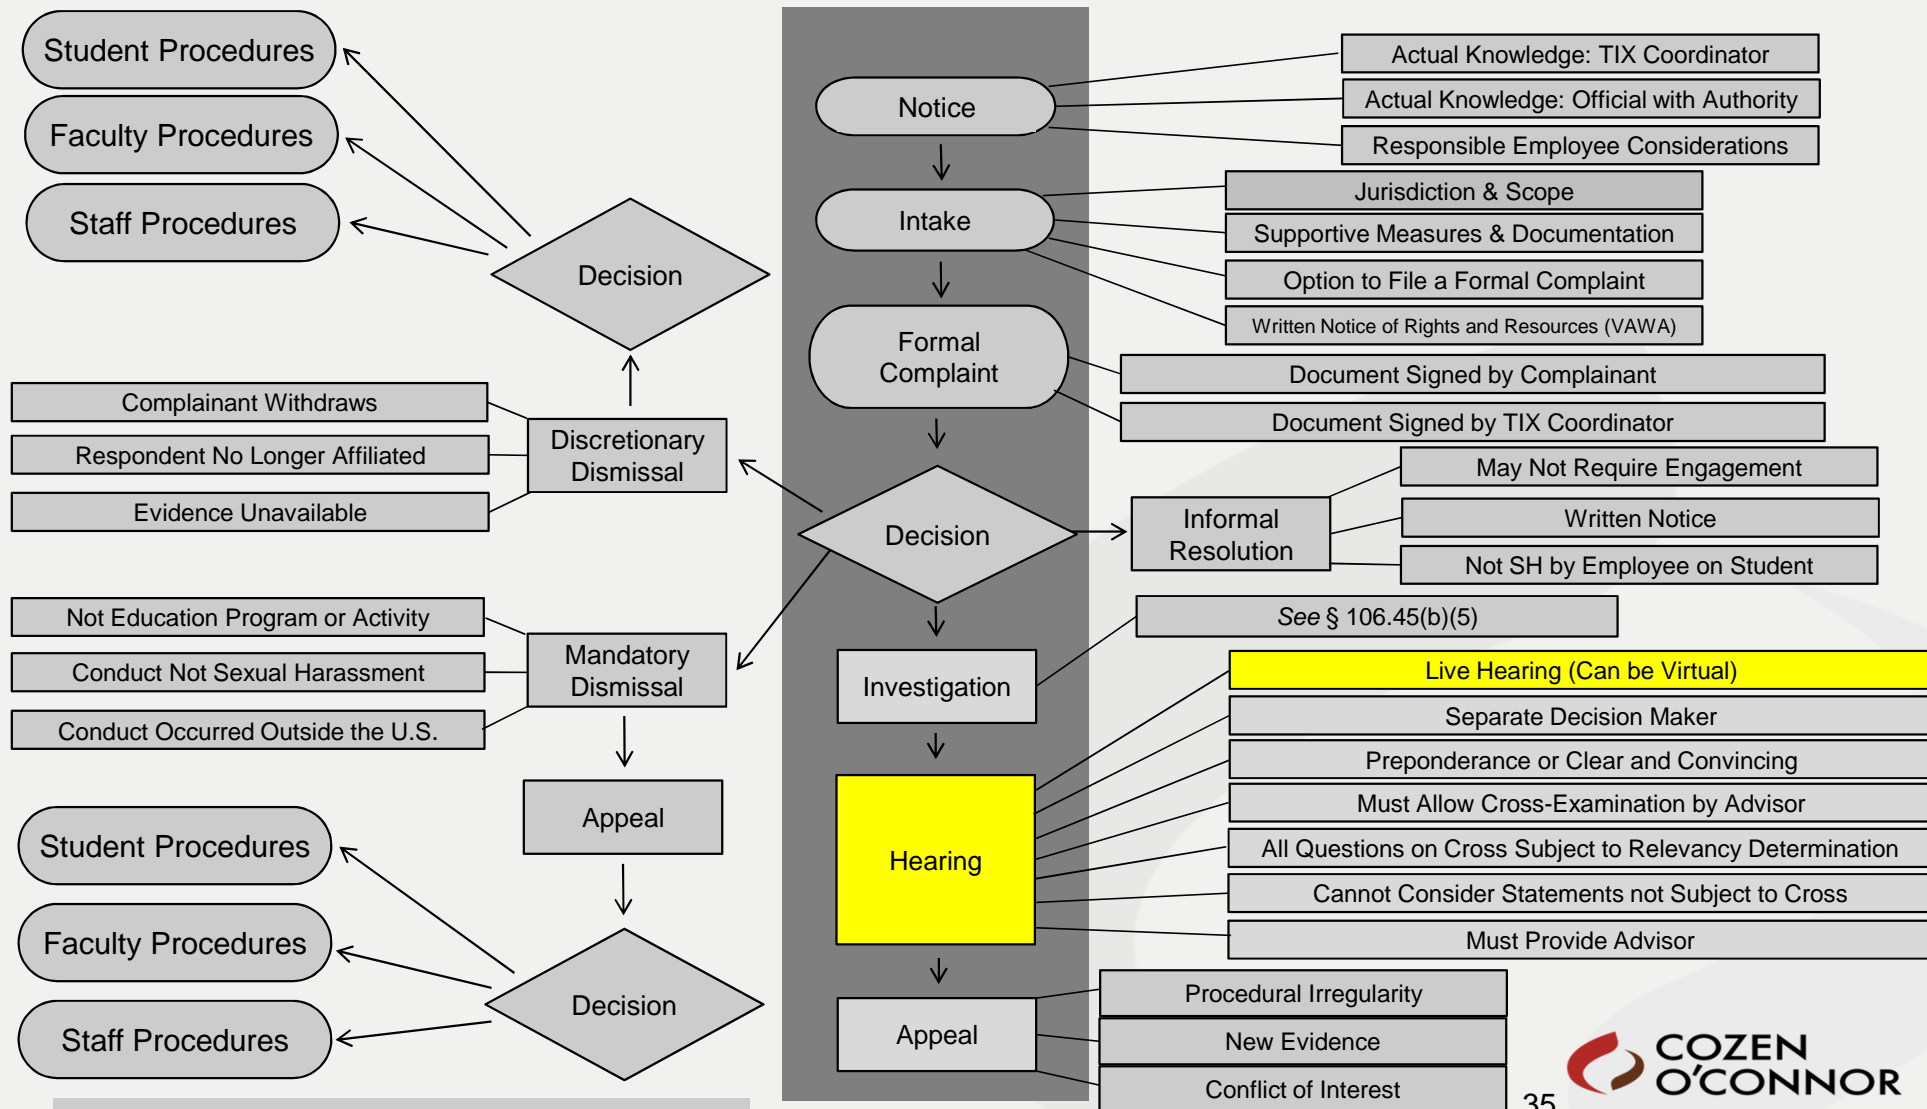 Student Procedures
Faculty Procedures
Staff Procedures
Decision
Complainant Withdraws
Respondent No Longer Affiliated
Evidence Unavailable
Discretionary
Dismissal
Not Education Program or Activity
Conduct Not Sexual Harassment
Conduct Occurred Outside the U.S.
Mandatory
Dismissal
Appeal
Student Procedures
Faculty Procedures
Staff Procedures
Decision
Notice
Intake
Formal
Complaint
Decision
Investigation
Hearing
Appeal
Actual Knowledge: TIX Coordinator
Actual Knowledge: Official with Authority
Responsible Employee Considerations
Jurisdiction & Scope
Supportive Measures & Documentation
Option to File a Formal Complaint
Written Notice of Rights and Resources (VAWA)
Document Signed by Complainant
Document Signed by TIX Coordinator
Informal
Resolution
May Not Require Engagement
Written Notice
Not SH by Employee on Student
See § 106.45(b)(5)
Live Hearing (Can be Virtual)
Separate Decision Maker
Preponderance or Clear and Convincing
Must Allow Cross-Examination by Advisor
All Questions on Cross Subject to Relevancy Determination
Cannot Consider Statements not Subject to Cross
Must Provide Advisor
Procedural Irregularity
New Evidence
Conflict of Interest
35
COZEN
O'CONNOR